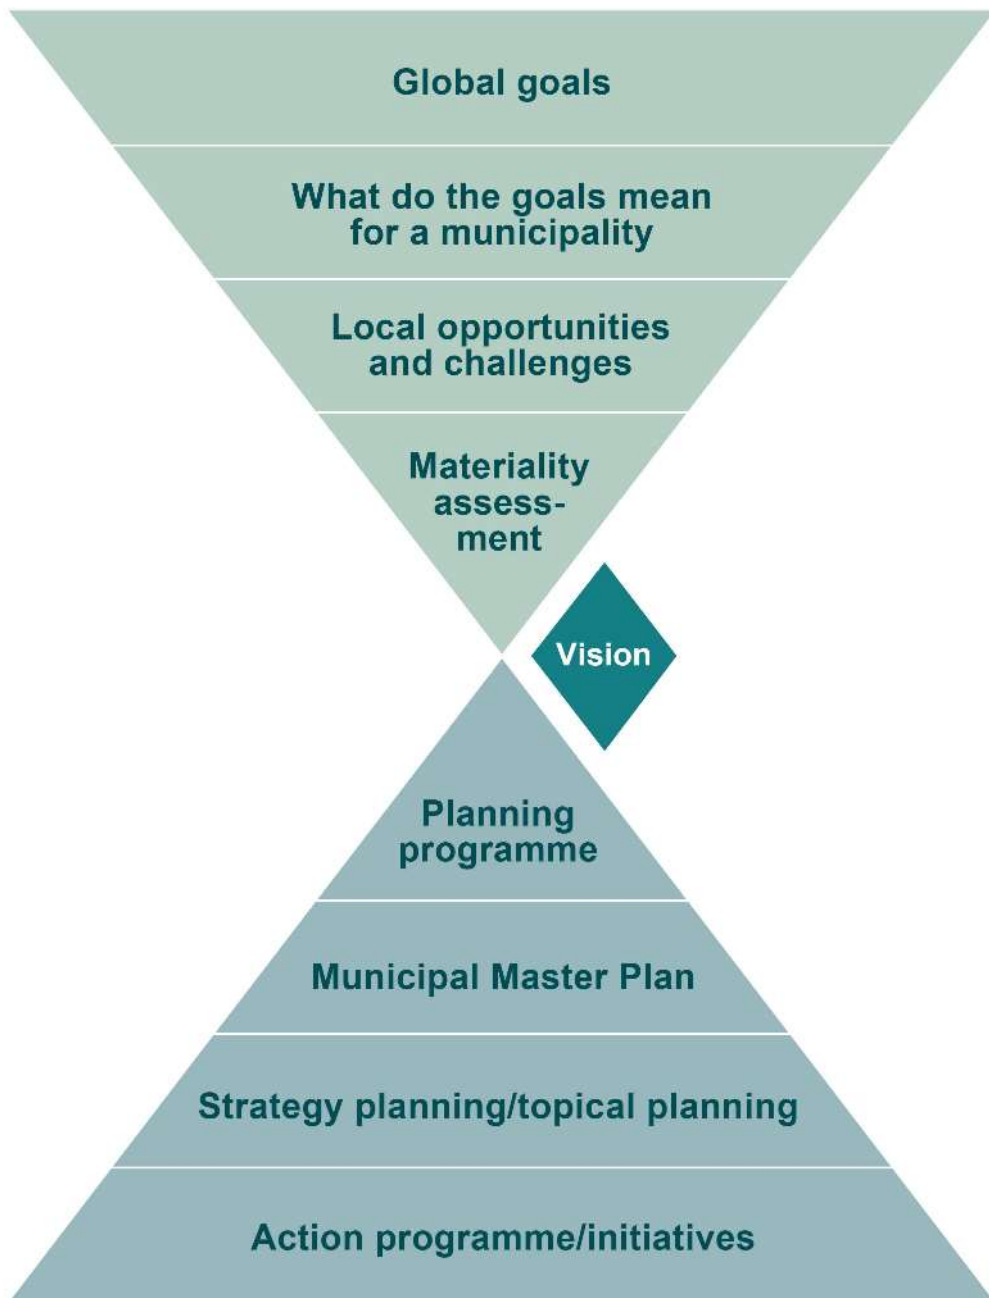 Global goals
What do the goals mean
for a municipality
Local opportunities
and challenges
Materiality
assess-
ment
Vision
Planning
programme
Municipal Master Plan
Strategy planning/topical planning
Action programme/initiatives